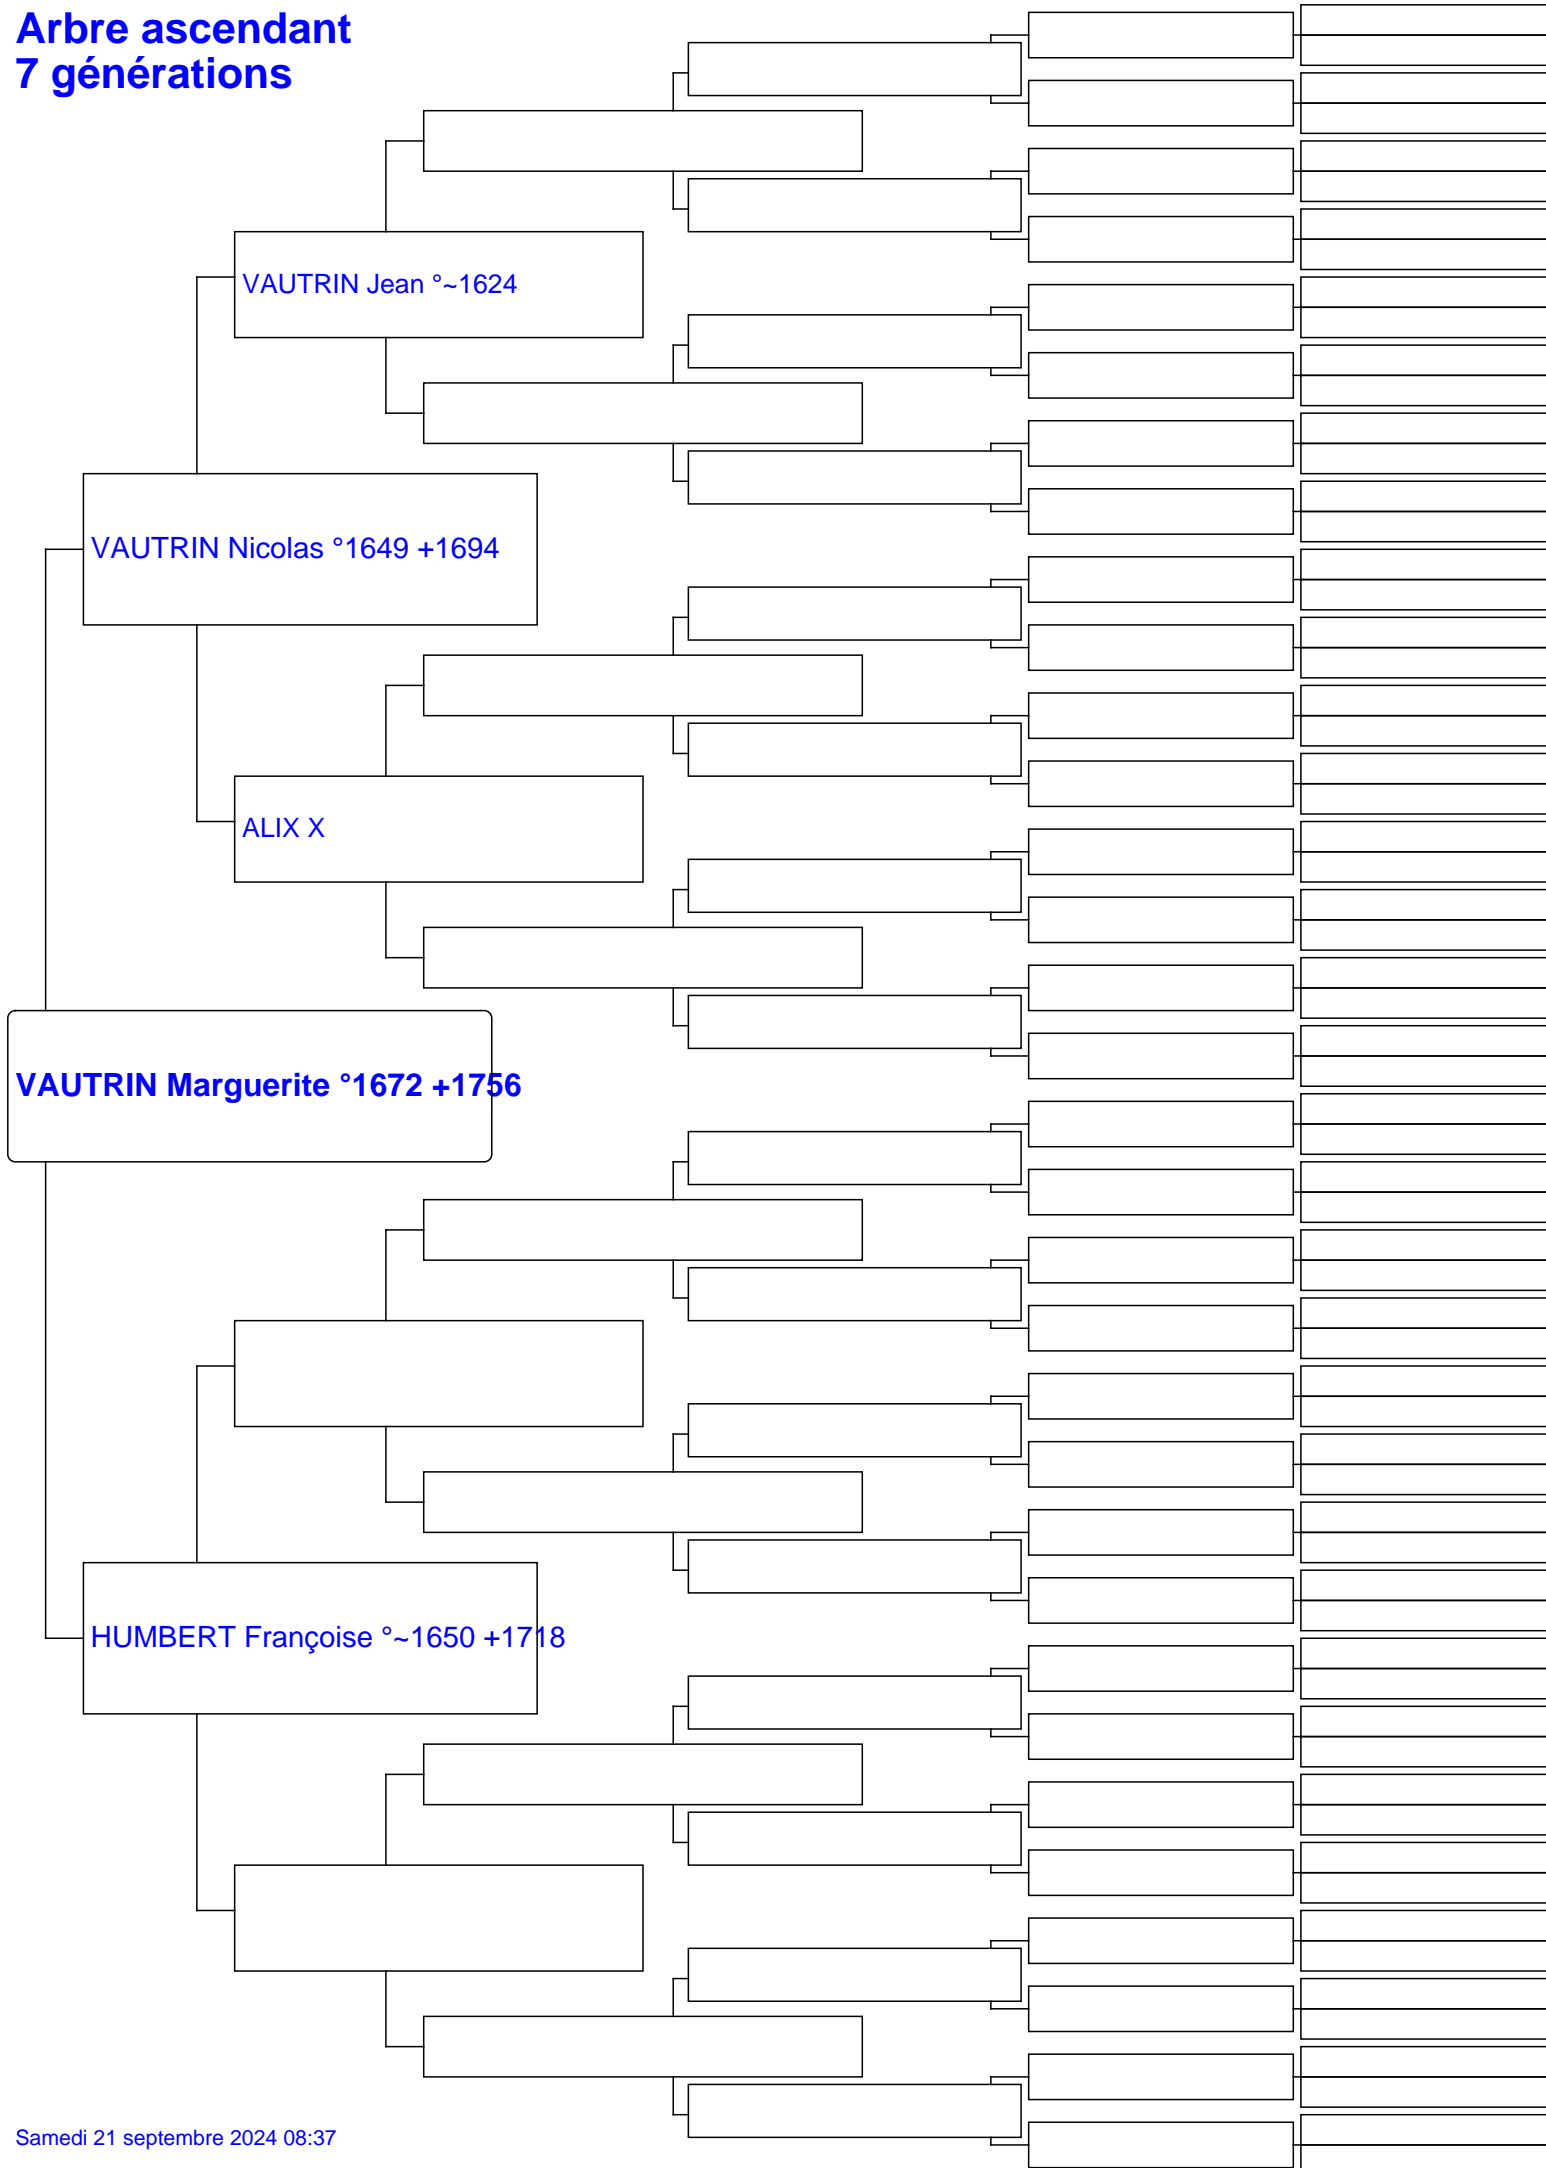 Arbre ascendant
7 générations
VAUTRIN Jean °~1624
VAUTRIN Nicolas °1649 +1694
ALIX X
VAUTRIN Marguerite °1672 +1756
HUMBERT Françoise °~1650 +1718
Samedi 21 septembre 2024 08:37